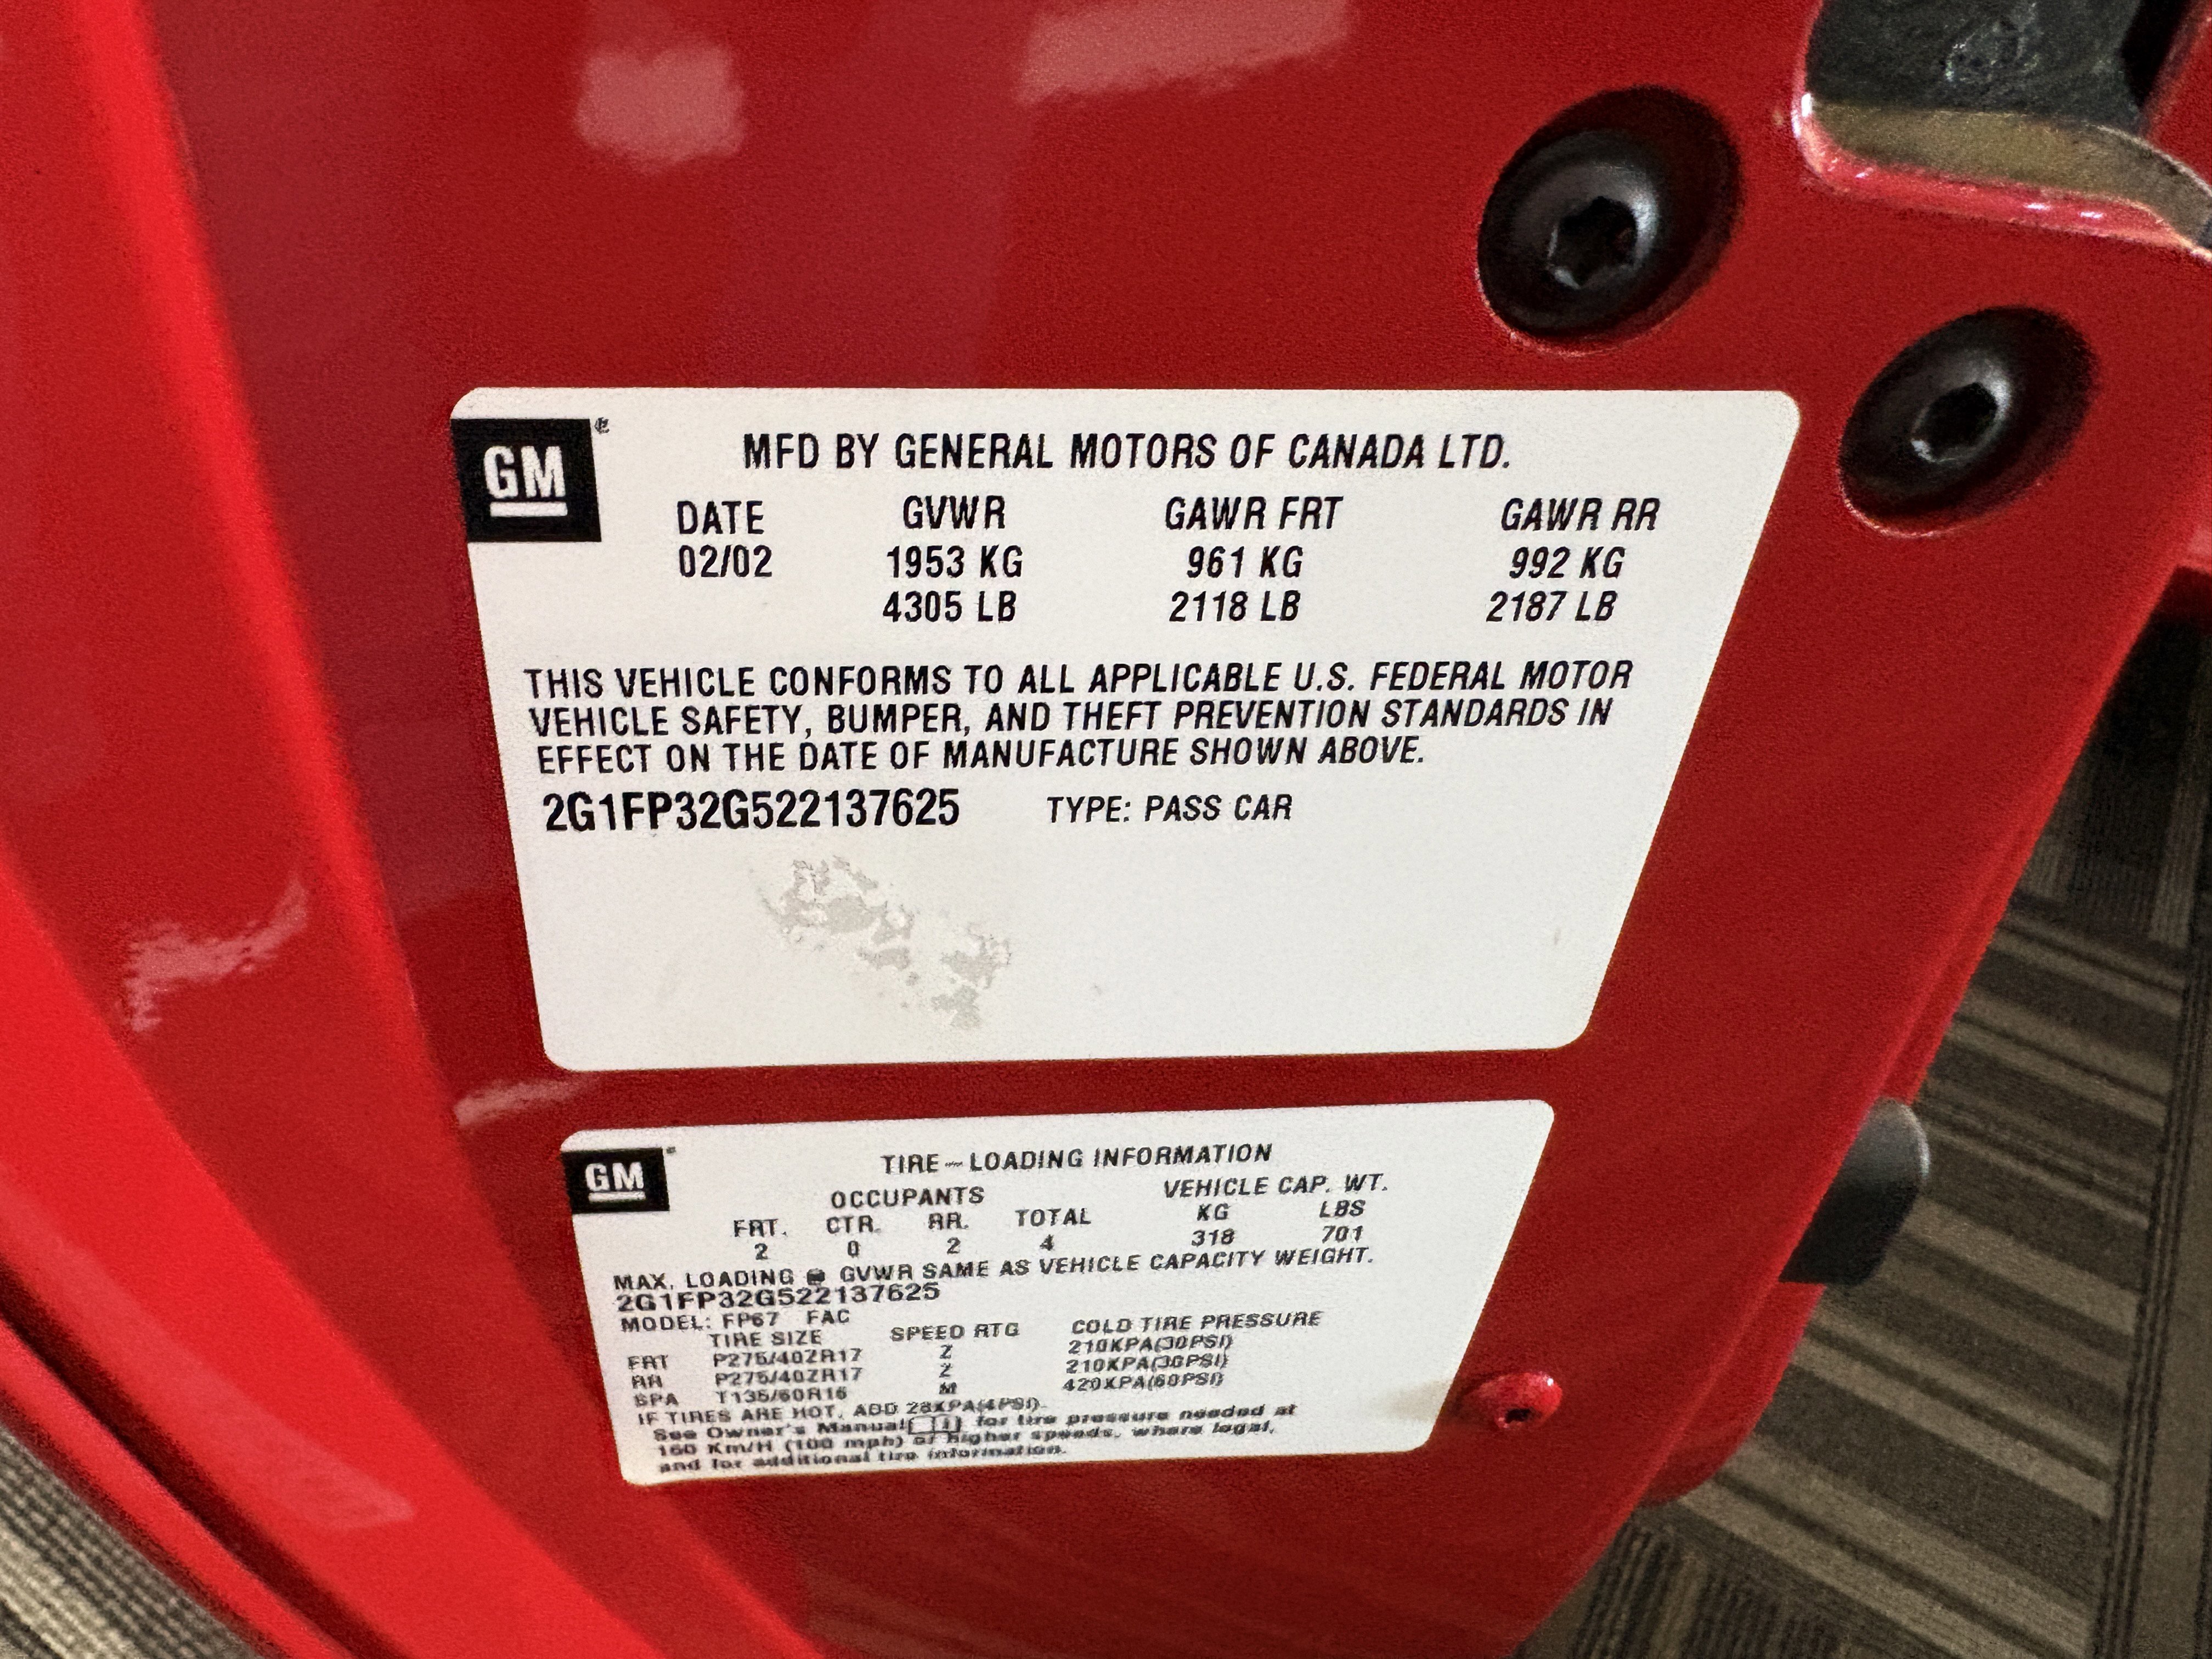 GM
MFD BY GENERAL MOTORS OF CANADA LTD.
DATE GVWR GAWR FRT GAWR RR
02/02 1953 KG 961 KG 992 KG
4305 LB 2118 LB 2187 LB
THIS VEHICLE CONFORMS TO ALL APPLICABLE U.S. FEDERAL MOTOR
VEHICLE SAFETY, BUMPER, AND THEFT PREVENTION STANDARDS IN
EFFECT ON THE DATE OF MANUFACTURE SHOWN ABOVE.
2G1FP32G522137625 TYPE: PASS CAR
GM
TIRE-LOADING INFORMATION
OCCUPANTS VEHICLE CAP. WT.
FRT. CTR. RR. TOTAL KG LBS
2 0 2 4 318 701
MAX. LOADING @ GVWR SAME AS VEHICLE CAPACITY WEIGHT.
2G1FP32G522137625
MODEL: FP67 FAC
TIRE SIZE SPEED RTG COLD TIRE PRESSURE
FRT P275/40ZR17 Z 210KPA(30PSI)
RR P275/40ZR17 Z 210KPA(30PSI)
SPA T135/60R16 M 420KPA(60PSI)
IF TIRES ARE HOT, ADD 28KPA(4PSI).
See Owner's Manual for tire pressure needed at
160 Km/H (100 mph) or higher speeds, where legal,
and for additional tire information.